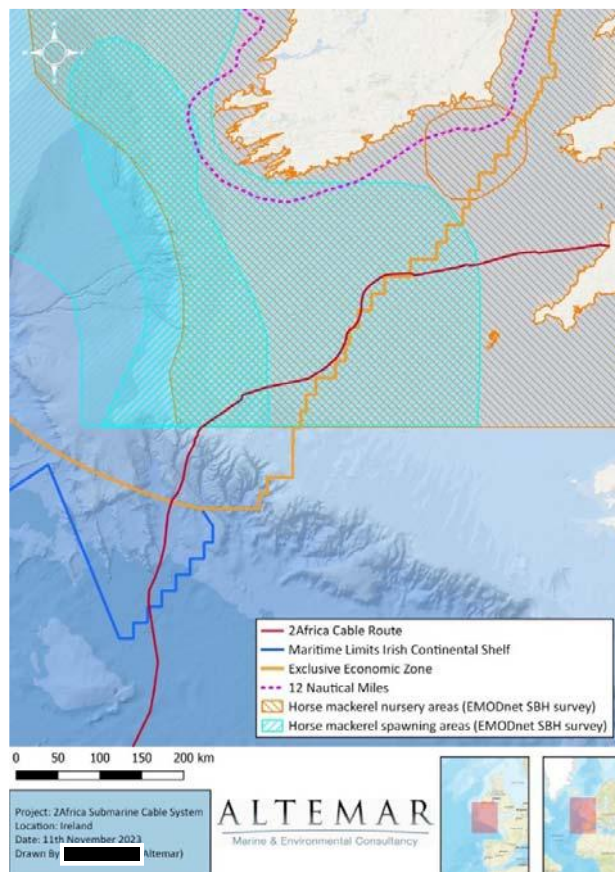 2Africa Cable Route
Maritime Limits Irish Continental Shelf
Exclusive Economic Zone
12 Nautical Miles
Horse mackerel nursery areas (EMODnet SBH survey)
Horse mackerel spawning areas (EMODnet SBH survey)
0 50 100 150 200 km
Project: 2Africa Submarine Cable System
Location: Ireland
Date: 11th November 2023
Drawn By Altemar)
ALTEMAR
Marine & Environmental Consultancy